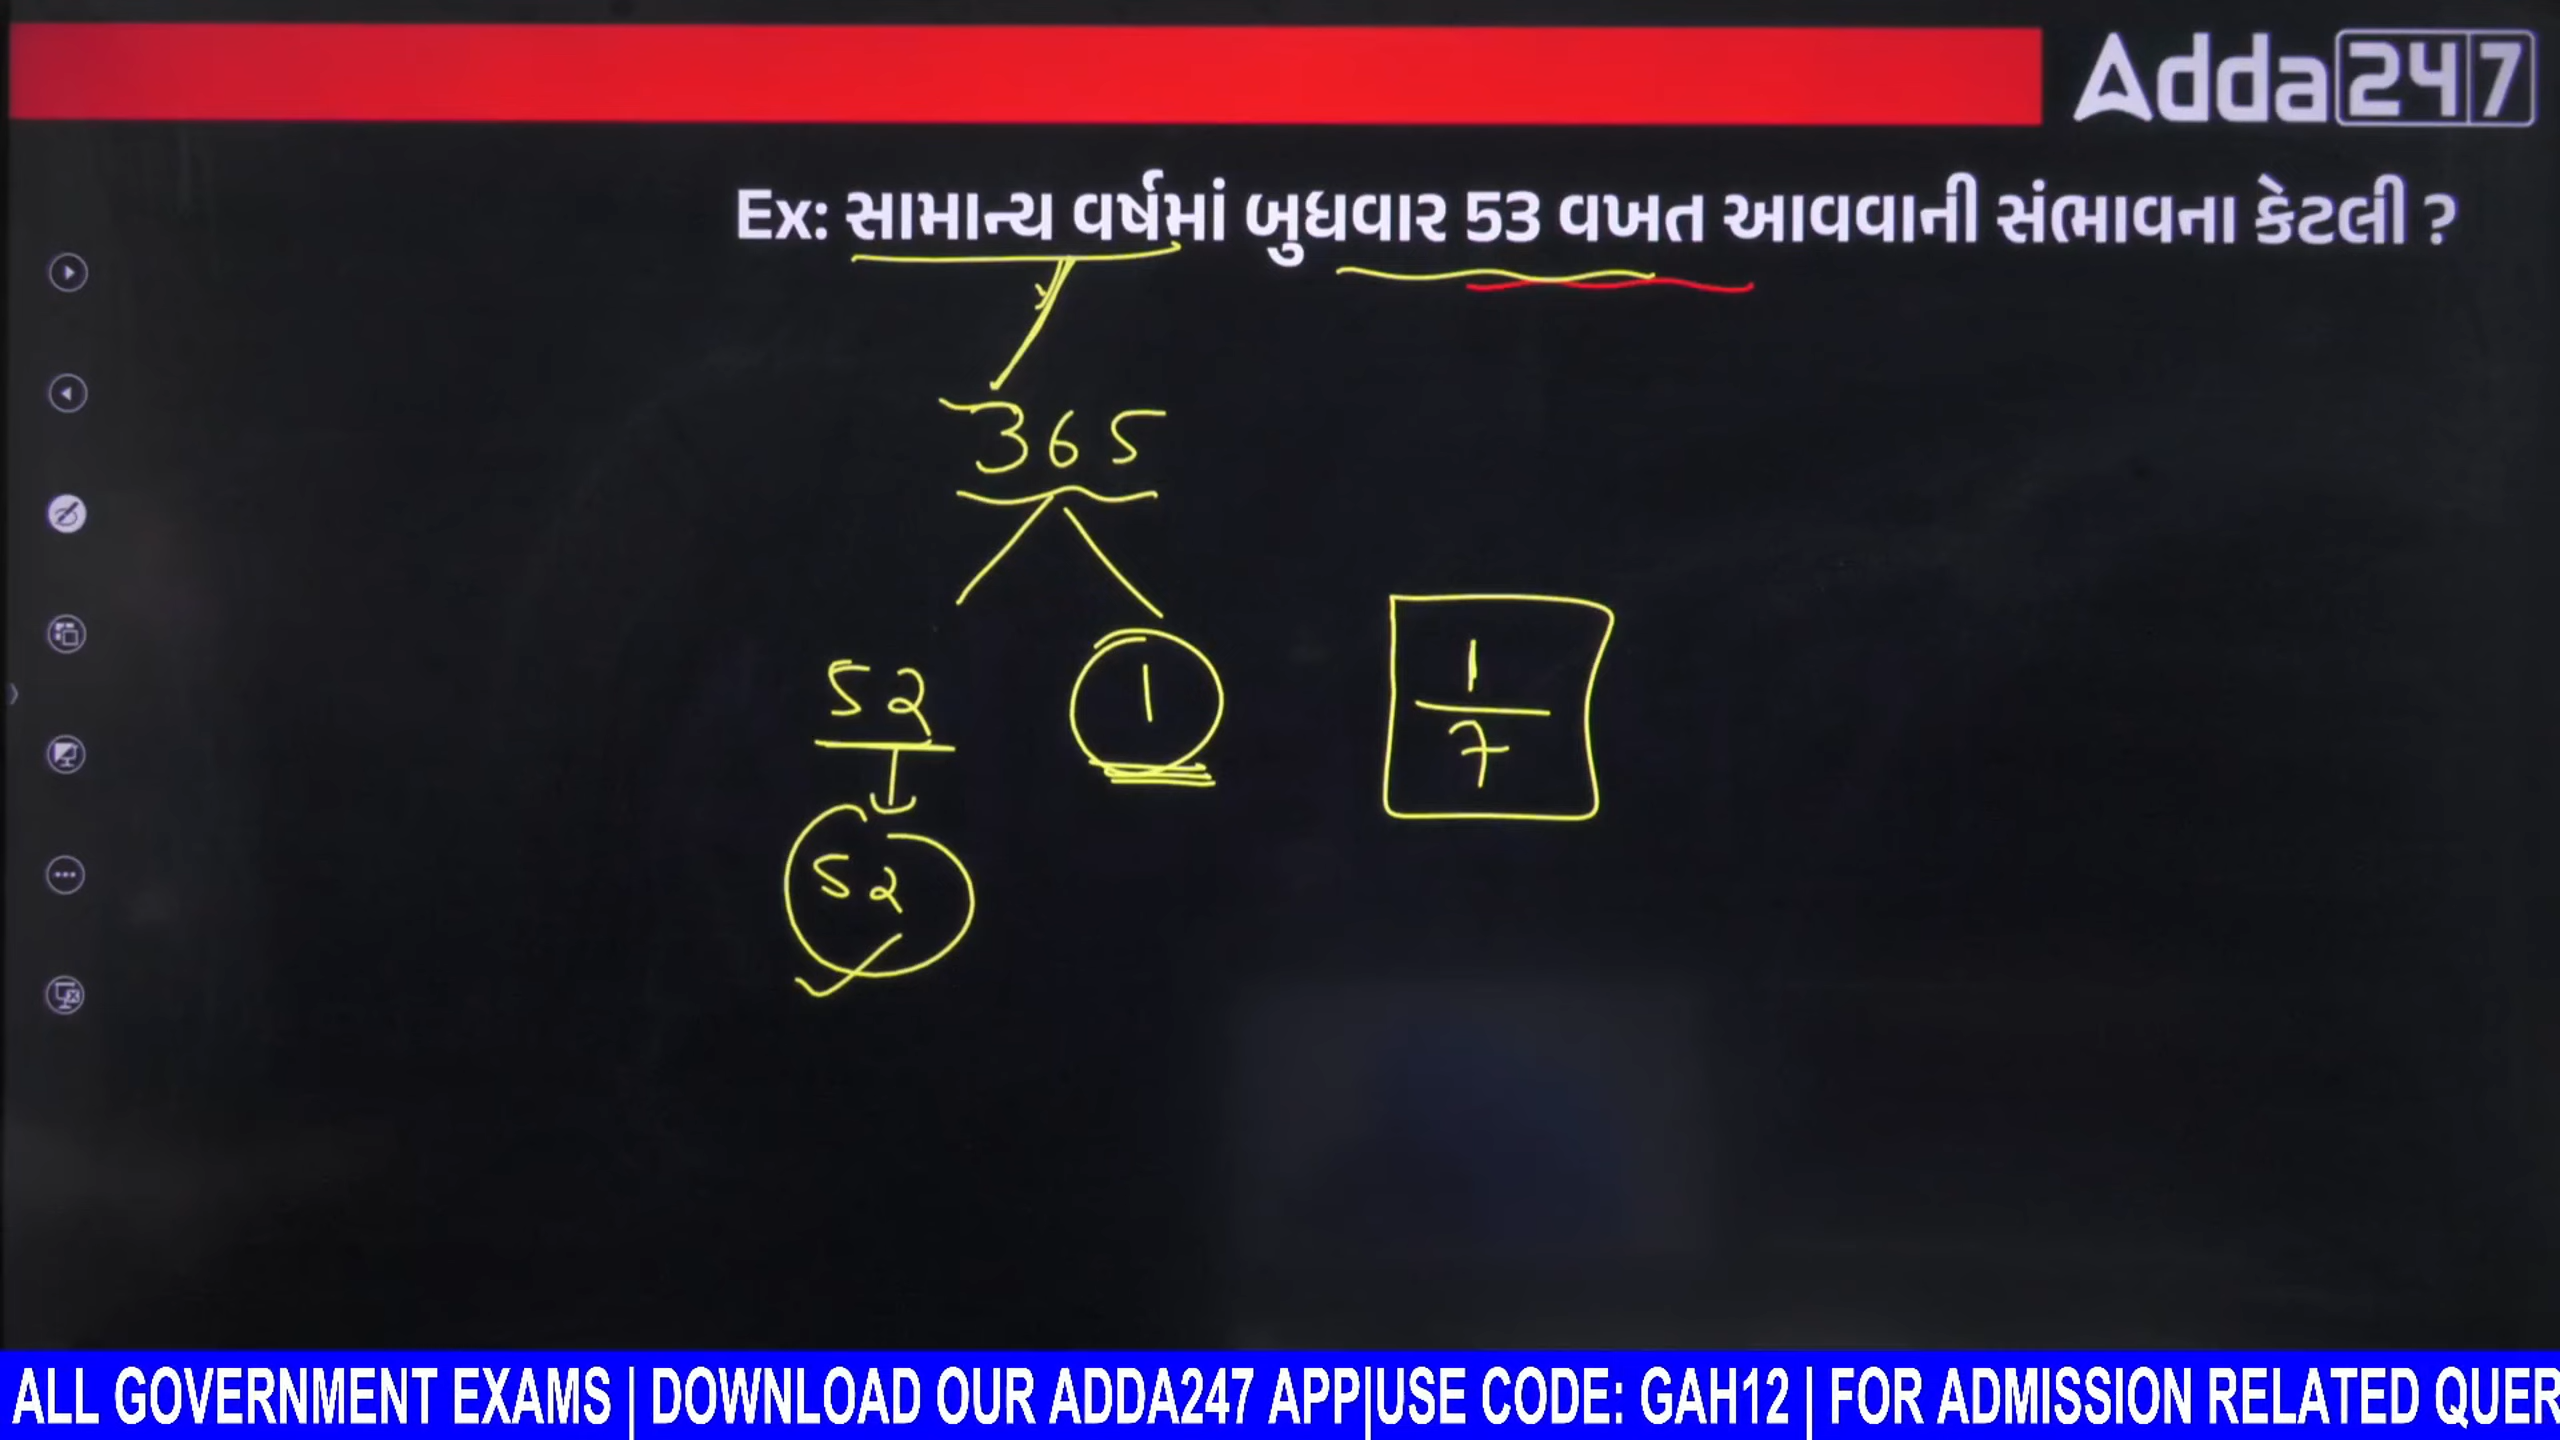 Adda247
Ex: સામાન્ય વર્ષમાં બુધવાર 53 વખત આવવાની સંભાવના કેટલી ?
365
52 1
1
7
52
ALL GOVERNMENT EXAMS | DOWNLOAD OUR ADDA247 APP|USE CODE: GAH12 | FOR ADMISSION RELATED QUER